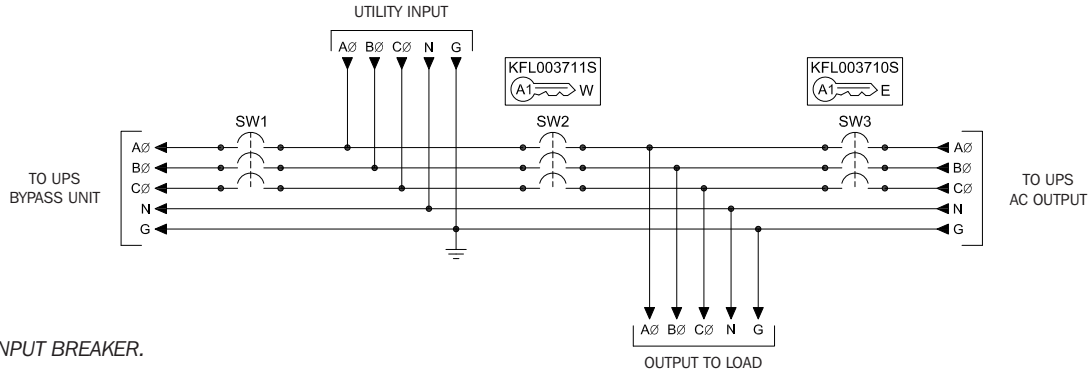 UTILITY INPUT
AØ BØ CØ N G
KFL003711S
A1 W
KFL003710S
A1 E
SW1
SW2
SW3
AØ
BØ
CØ
N
G
TO UPS
BYPASS UNIT
AØ
BØ
CØ
N
G
TO UPS
AC OUTPUT
AØ BØ CØ N G
OUTPUT TO LOAD
NPUT BREAKER.